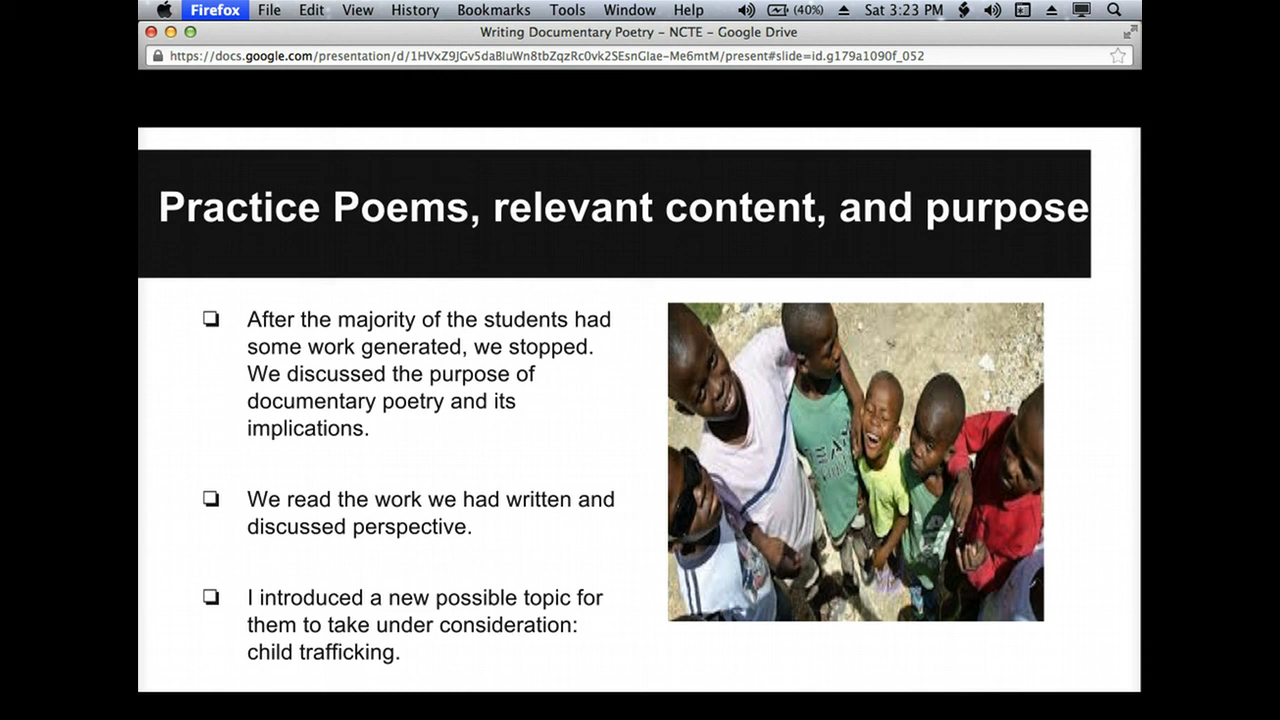 Firefox File Edit View History Bookmarks Tools Window Help (40%) Sat 3:23 PM
Writing Documentary Poetry – NCTE – Google Drive
https://docs.google.com/presentation/d/1HVxZ9JGv5daBluWn8tbZqzRc0vk2SEsnGlae-Me6mtM/present#slide=id.g179a1090f_052
Practice Poems, relevant content, and purpose
❏ After the majority of the students had
some work generated, we stopped.
We discussed the purpose of
documentary poetry and its
implications.
❏ We read the work we had written and
discussed perspective.
❏ I introduced a new possible topic for
them to take under consideration:
child trafficking.